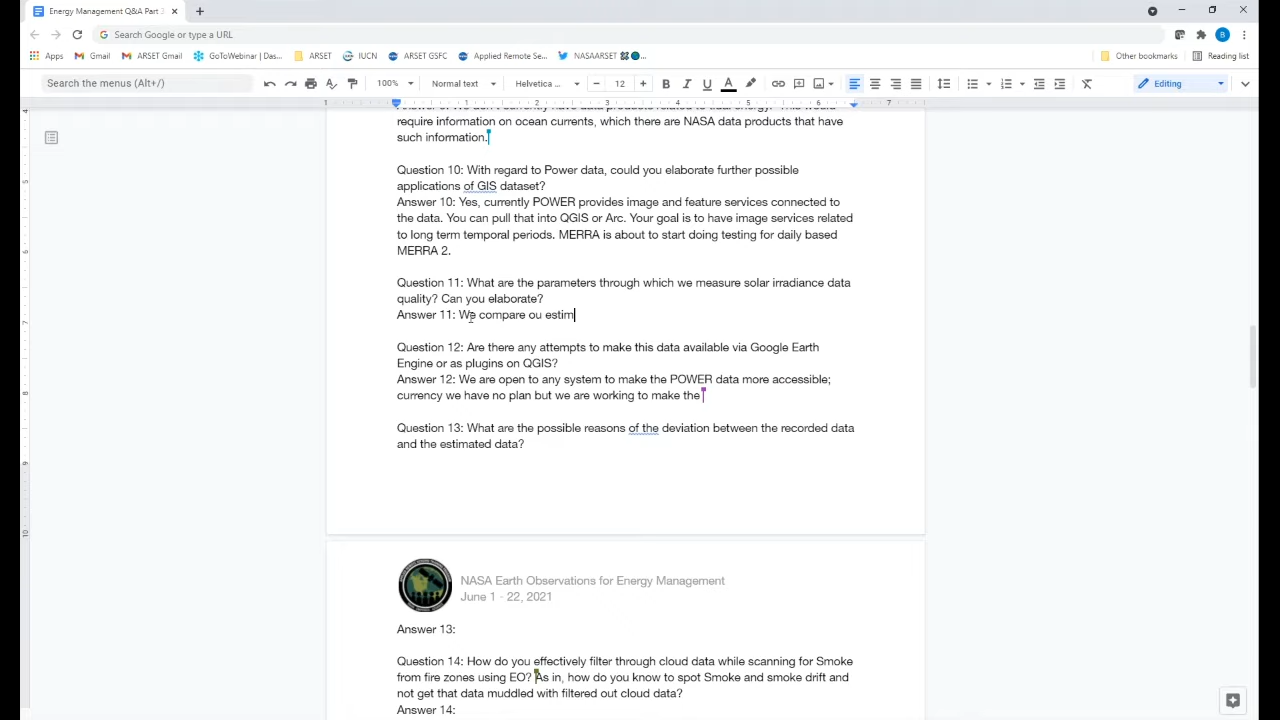 Energy Management Q&A Part
Search Google or type a URL
Apps Gmail ARSET Gmail GoToWebinar | Das... ARSET IUCN ARSET GSFC Applied Remote Se... NASAARSET Other bookmarks Reading list
Search the menus (Alt+/) 100% Normal text Helvetica ... 12 B I U A Editing
1 1 2 3 4 5 6 7
require information on ocean currents, which there are NASA data products that have
such information.
Question 10: With regard to Power data, could you elaborate further possible
applications of GIS dataset?
Answer 10: Yes, currently POWER provides image and feature services connected to
the data. You can pull that into QGIS or Arc. Your goal is to have image services related
to long term temporal periods. MERRA is about to start doing testing for daily based
MERRA 2.
Question 11: What are the parameters through which we measure solar irradiance data
quality? Can you elaborate?
Answer 11: We compare ou estim
Question 12: Are there any attempts to make this data available via Google Earth
Engine or as plugins on QGIS?
Answer 12: We are open to any system to make the POWER data more accessible;
currency we have no plan but we are working to make the
Question 13: What are the possible reasons of the deviation between the recorded data
and the estimated data?
NASA Earth Observations for Energy Management
June 1 - 22, 2021
Answer 13:
Question 14: How do you effectively filter through cloud data while scanning for Smoke
from fire zones using EO? As in, how do you know to spot Smoke and smoke drift and
not get that data muddled with filtered out cloud data?
Answer 14: